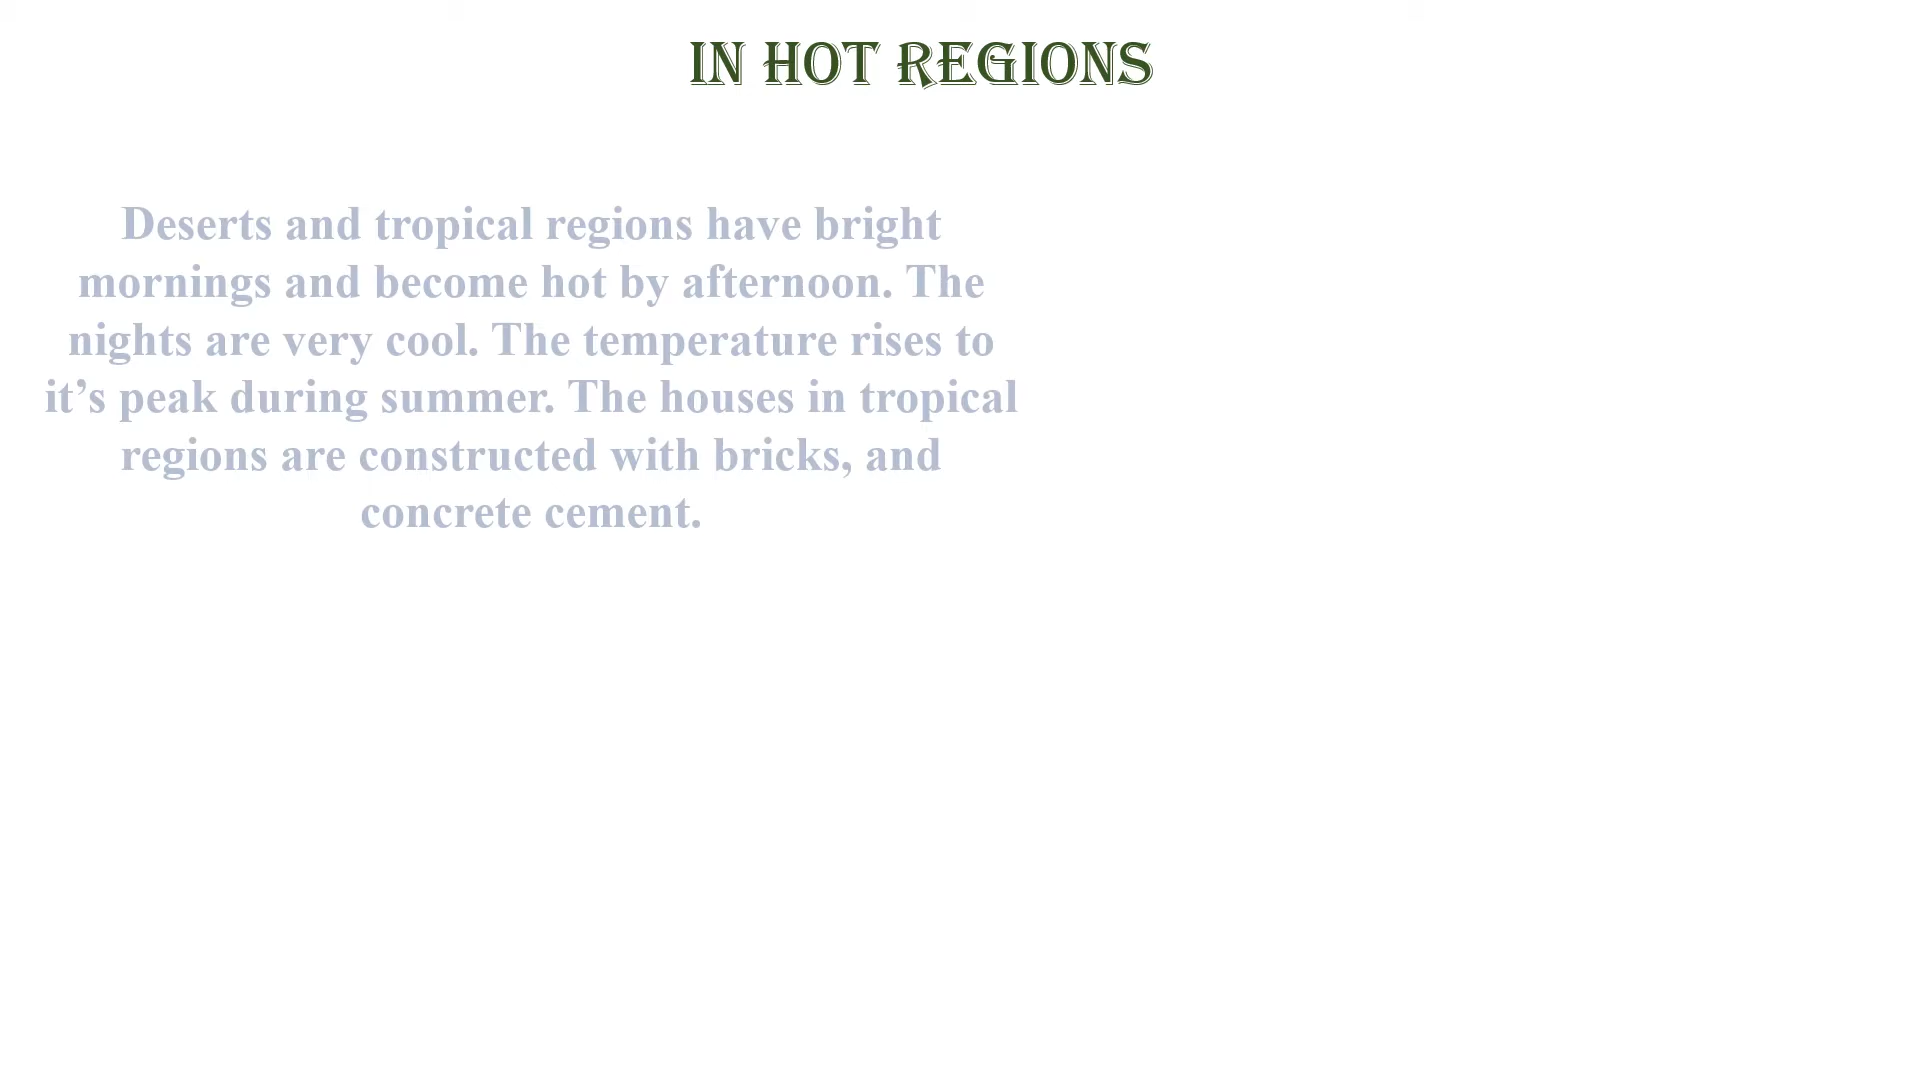 IN HOT REGIONS
Deserts and tropical regions have bright
mornings and become hot by afternoon. The
nights are very cool. The temperature rises to
it’s peak during summer. The houses in tropical
regions are constructed with bricks, and
concrete cement.